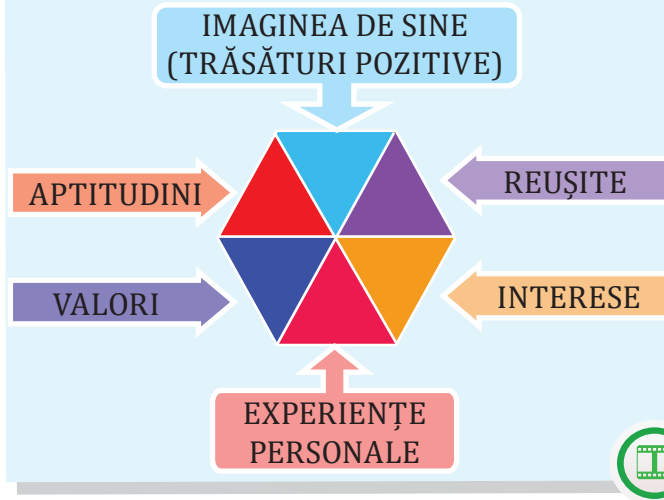 IMAGINEA DE SINE
(TRĂSĂTURI POZITIVE)
APTITUDINI
REUȘITE
VALORI
INTERESE
EXPERIENȚE
PERSONALE